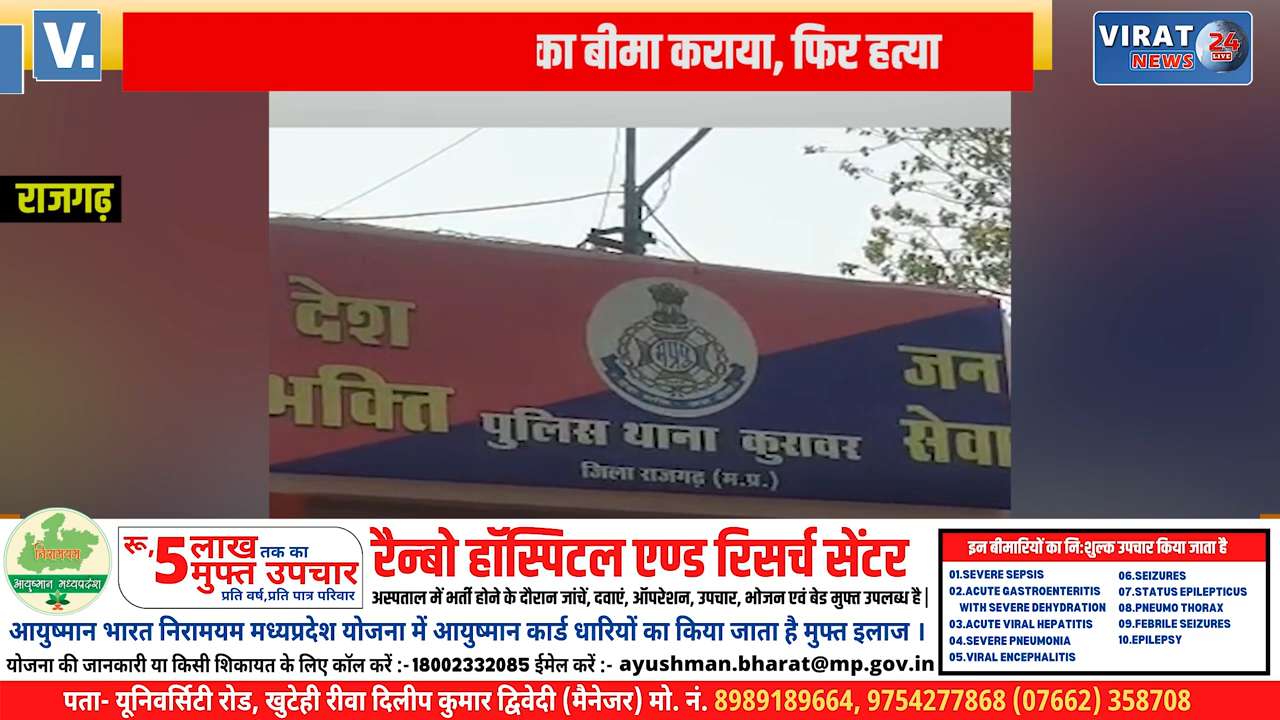 V.
का बीमा कराया, फिर हत्या
VIRAT
NEWS
24
LIVE
राजगढ़
देश
भक्ति
मप्रपु
जन
सेवा
पुलिस थाना कुरावर
जिला राजगढ़ (म.प्र.)
निरामयम्
आयुष्मान मध्यप्रदेश
रू, 5 लाख तक का
मुफ्त उपचार
प्रति वर्ष,प्रति पात्र परिवार
रैन्बो हॉस्पिटल एण्ड रिसर्च सेंटर
अस्पताल में भर्ती होने के दौरान जांचें, दवाएं, ऑपरेशन, उपचार, भोजन एवं बेड मुफ्त उपलब्ध है|
आयुष्मान भारत निरामयम मध्यप्रदेश योजना में आयुष्मान कार्ड धारियों का किया जाता है मुफ्त इलाज ।
योजना की जानकारी या किसी शिकायत के लिए कॉल करें :- 18002332085 ईमेल करें :- ayushman.bharat@mp.gov.in
इन बीमारियों का नि:शुल्क उपचार किया जाता है
01.SEVERE SEPSIS
02.ACUTE GASTROENTERITIS
WITH SEVERE DEHYDRATION
03.ACUTE VIRAL HEPATITIS
04.SEVERE PNEUMONIA
05.VIRAL ENCEPHALITIS
06.SEIZURES
07.STATUS EPILEPTICUS
08.PNEUMO THORAX
09.FEBRILE SEIZURES
10.EPILEPSY
पता- यूनिवर्सिटी रोड, खुटेही रीवा दिलीप कुमार द्विवेदी (मैनेजर) मो. नं. 8989189664, 9754277868 (07662) 358708